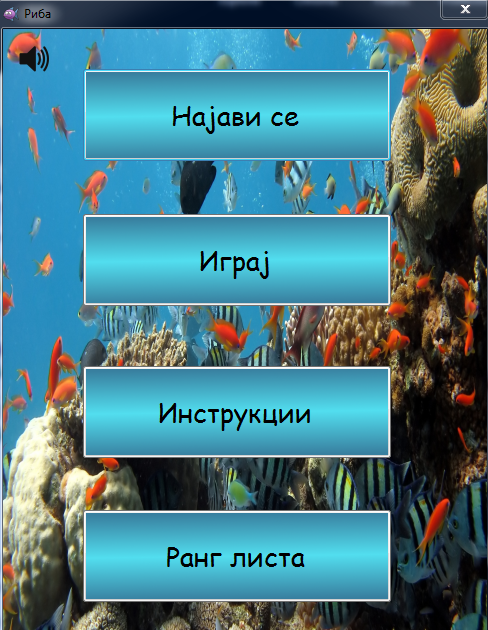 Риба
Најави се
Играј
Инструкции
Ранг листа